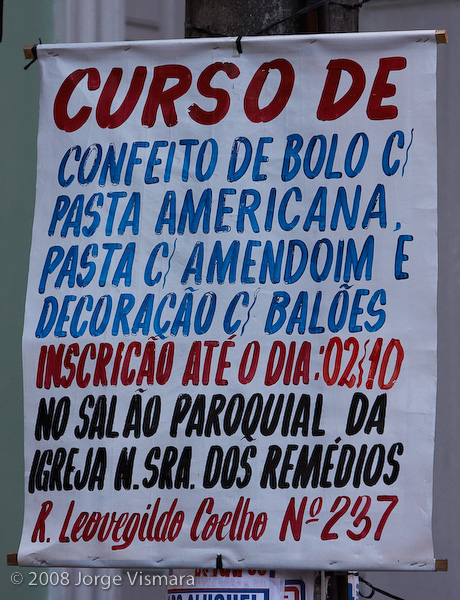 CURSO DE
CONFEITO DE BOLO C/
PASTA AMERICANA,
PASTA C/ AMENDOIM E
DECORAÇÃO C/ BALÕES
INSCRICÃO ATÉ O DIA:02/10
NO SALÃO PAROQUIAL DA
IGREJA N. SRA. DOS REMÉDIOS
R. Leovegildo Coelho Nº 237
© 2008 Jorge Vismara